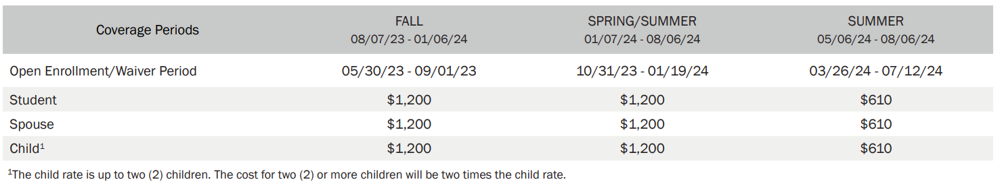 Coverage Periods FALL SPRING/SUMMER SUMMER
08/07/23 - 01/06/24 01/07/24 - 08/06/24 05/06/24 - 08/06/24
Open Enrollment/Waiver Period 05/30/23 - 09/01/23 10/31/23 - 01/19/24 03/26/24 - 07/12/24
Student $1,200 $1,200 $610
Spouse $1,200 $1,200 $610
Child¹ $1,200 $1,200 $610
¹The child rate is up to two (2) children. The cost for two (2) or more children will be two times the child rate.